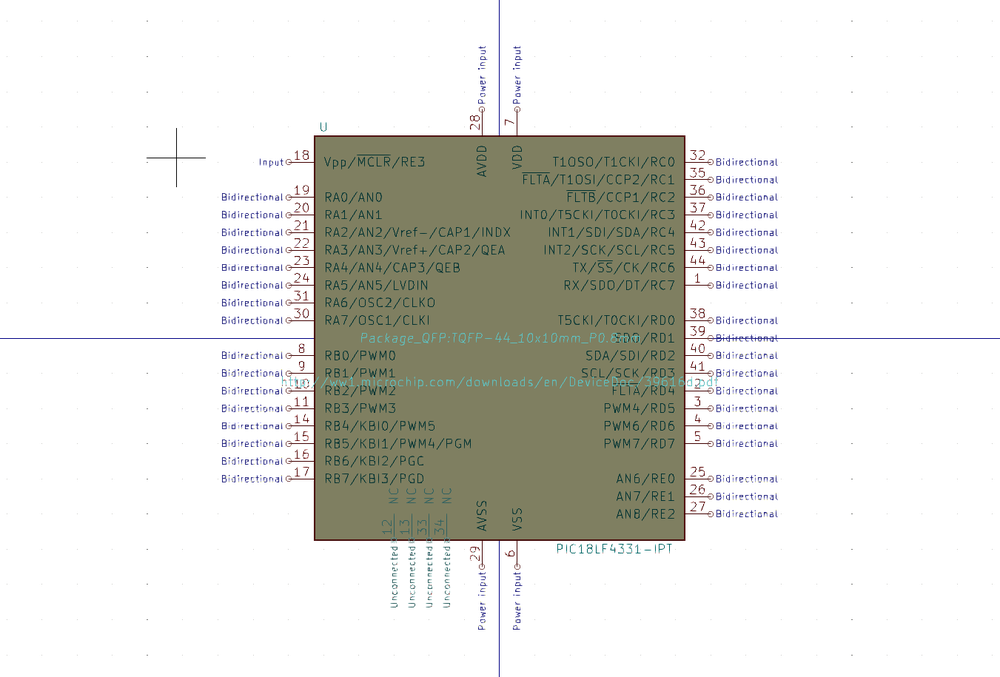 Power input
Power input
28
7
U
AVDD
VDD
Input 18 Vpp/MCLR/RE3
T1OSO/T1CKI/RC0 32 Bidirectional
FLTA/T1OSI/CCP2/RC1 35 Bidirectional
Bidirectional 19 RA0/AN0
FLTB/CCP1/RC2 36 Bidirectional
Bidirectional 20 RA1/AN1
INT0/T5CKI/T0CKI/RC3 37 Bidirectional
Bidirectional 21 RA2/AN2/Vref-/CAP1/INDX
INT1/SDI/SDA/RC4 42 Bidirectional
Bidirectional 22 RA3/AN3/Vref+/CAP2/QEA
INT2/SCK/SCL/RC5 43 Bidirectional
Bidirectional 23 RA4/AN4/CAP3/QEB
TX/SS/CK/RC6 44 Bidirectional
Bidirectional 24 RA5/AN5/LVDIN
RX/SDO/DT/RC7 1 Bidirectional
Bidirectional 31 RA6/OSC2/CLKO
Bidirectional 30 RA7/OSC1/CLKI
T5CKI/T0CKI/RD0 38 Bidirectional
Package_QFP:TQFP-44_10x10mm_P0.8mm
SDO/RD1 39 Bidirectional
Bidirectional 8 RB0/PWM0
SDA/SDI/RD2 40 Bidirectional
Bidirectional 9 RB1/PWM1
SCL/SCK/RD3 41 Bidirectional
http://ww1.microchip.com/downloads/en/DeviceDoc/39616d.pdf
Bidirectional 10 RB2/PWM2
FLTA/RD4 2 Bidirectional
Bidirectional 11 RB3/PWM3
PWM4/RD5 3 Bidirectional
Bidirectional 14 RB4/KBI0/PWM5
PWM6/RD6 4 Bidirectional
Bidirectional 15 RB5/KBI1/PWM4/PGM
PWM7/RD7 5 Bidirectional
Bidirectional 16 RB6/KBI2/PGC
Bidirectional 17 RB7/KBI3/PGD
AN6/RE0 25 Bidirectional
AN7/RE1 26 Bidirectional
AN8/RE2 27 Bidirectional
NC
NC
NC
NC
12
13
33
34
AVSS
VSS
Unconnected
Unconnected
Unconnected
Unconnected
29
6
PIC18LF4331-IPT
Power input
Power input